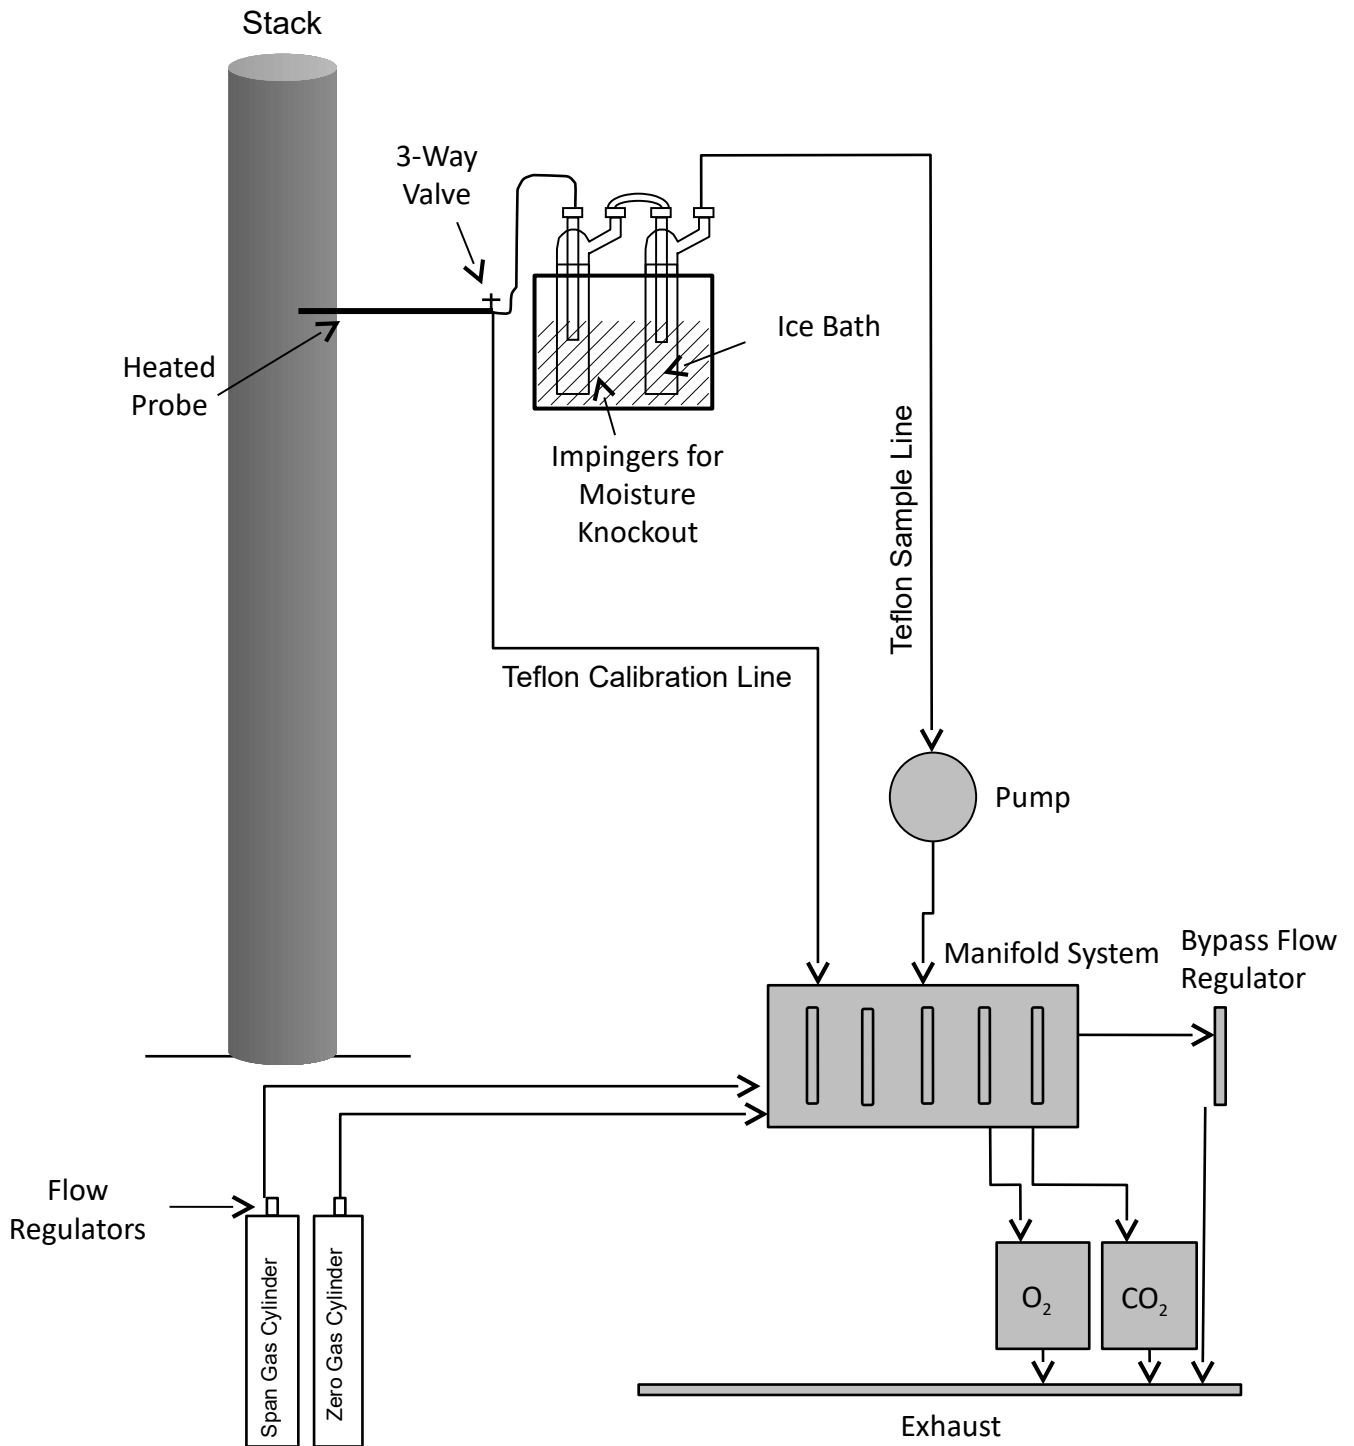 Stack
3-Way
Valve
Ice Bath
Heated
Probe
Impingers for
Moisture
Knockout
Teflon Sample Line
Teflon Calibration Line
Pump
Manifold System
Bypass Flow
Regulator
Flow
Regulators
Span Gas Cylinder
Zero Gas Cylinder
O₂
CO₂
Exhaust